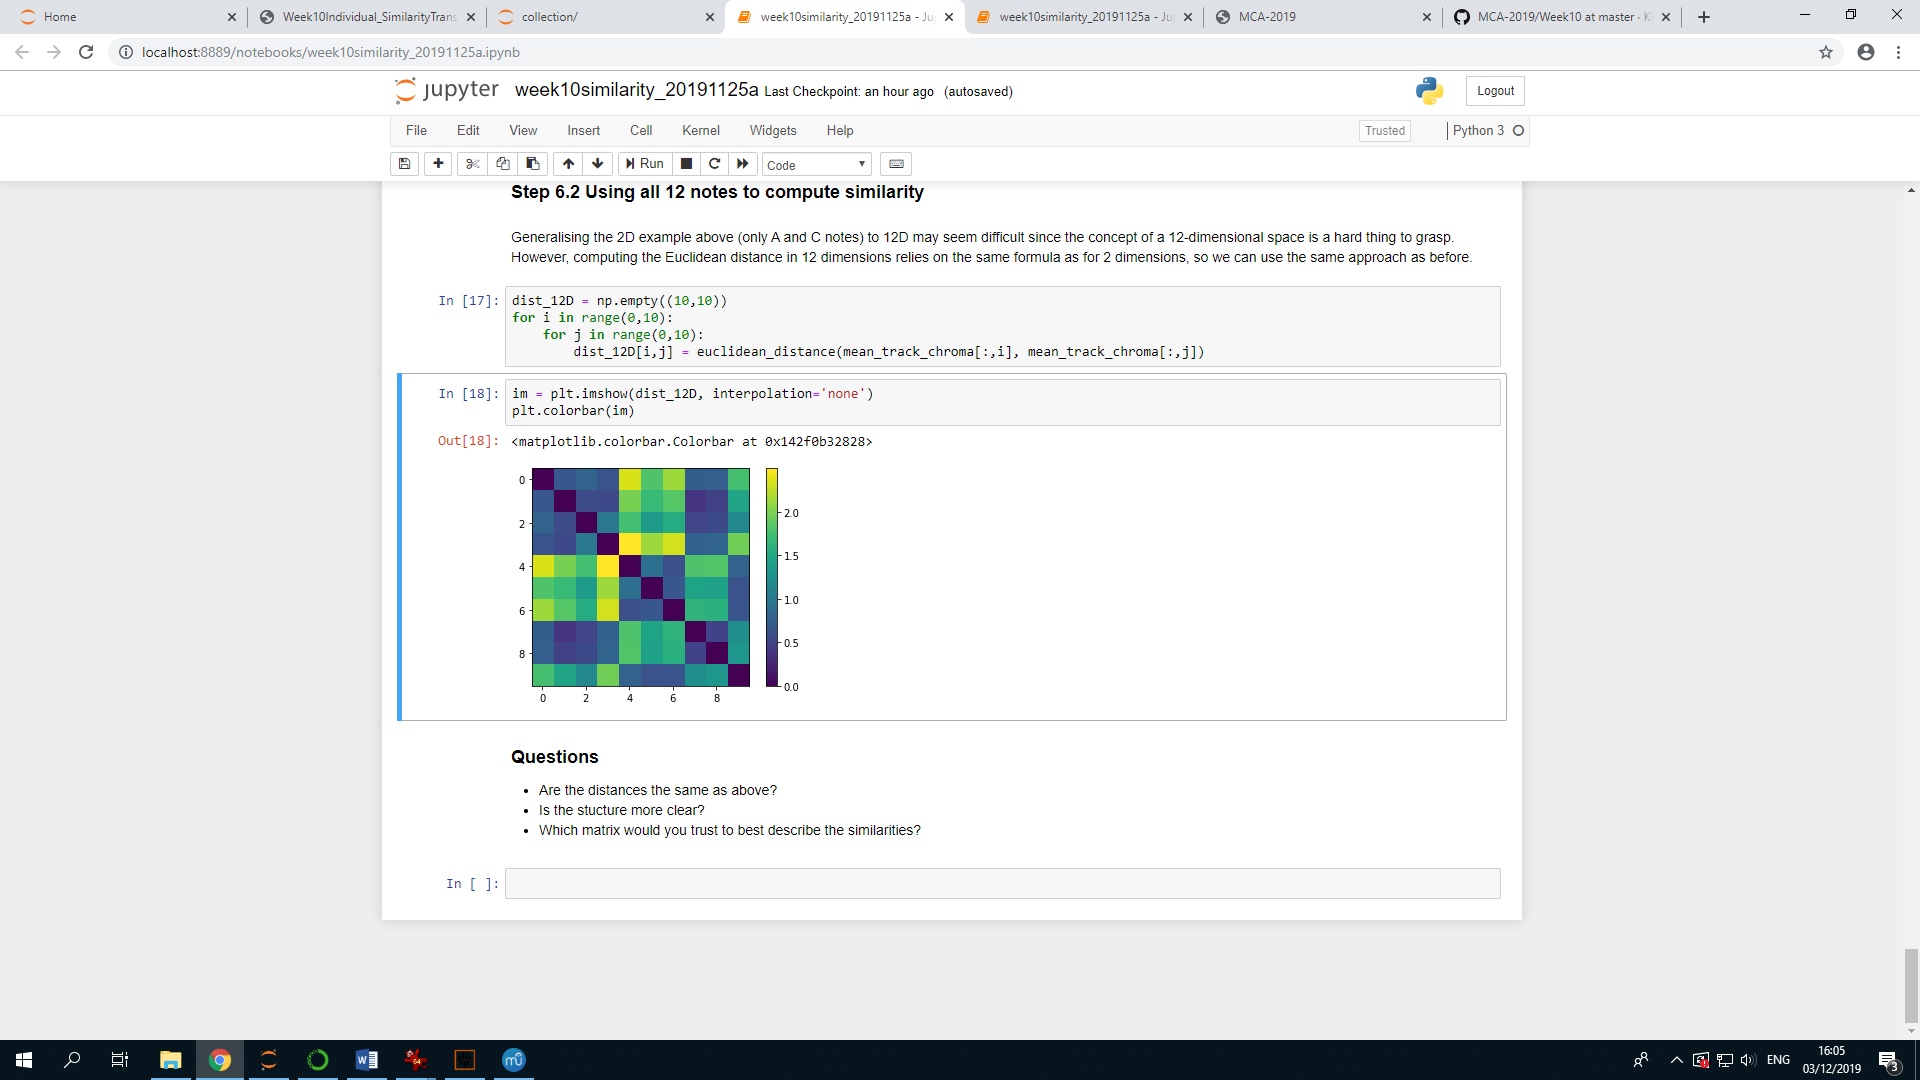 Home
Week10Individual_SimilarityTrans
collection/
week10similarity_20191125a - Ju
week10similarity_20191125a - Ju
MCA-2019
MCA-2019/Week10 at master · K
localhost:8889/notebooks/week10similarity_20191125a.ipynb
jupyter week10similarity_20191125a Last Checkpoint: an hour ago (autosaved)
Logout
File Edit View Insert Cell Kernel Widgets Help
Trusted
Python 3
Run
Code
Step 6.2 Using all 12 notes to compute similarity
Generalising the 2D example above (only A and C notes) to 12D may seem difficult since the concept of a 12-dimensional space is a hard thing to grasp.
However, computing the Euclidean distance in 12 dimensions relies on the same formula as for 2 dimensions, so we can use the same approach as before.
In [17]: dist_12D = np.empty((10,10))
for i in range(0,10):
    for j in range(0,10):
        dist_12D[i,j] = euclidean_distance(mean_track_chroma[:,i], mean_track_chroma[:,j])
In [18]: im = plt.imshow(dist_12D, interpolation='none')
plt.colorbar(im)
Out[18]: <matplotlib.colorbar.Colorbar at 0x142f0b32828>
0
2
4
6
8
0 2 4 6 8
2.0
1.5
1.0
0.5
0.0
Questions
• Are the distances the same as above?
• Is the stucture more clear?
• Which matrix would you trust to best describe the similarities?
In [ ]:
ENG
16:05
03/12/2019
3